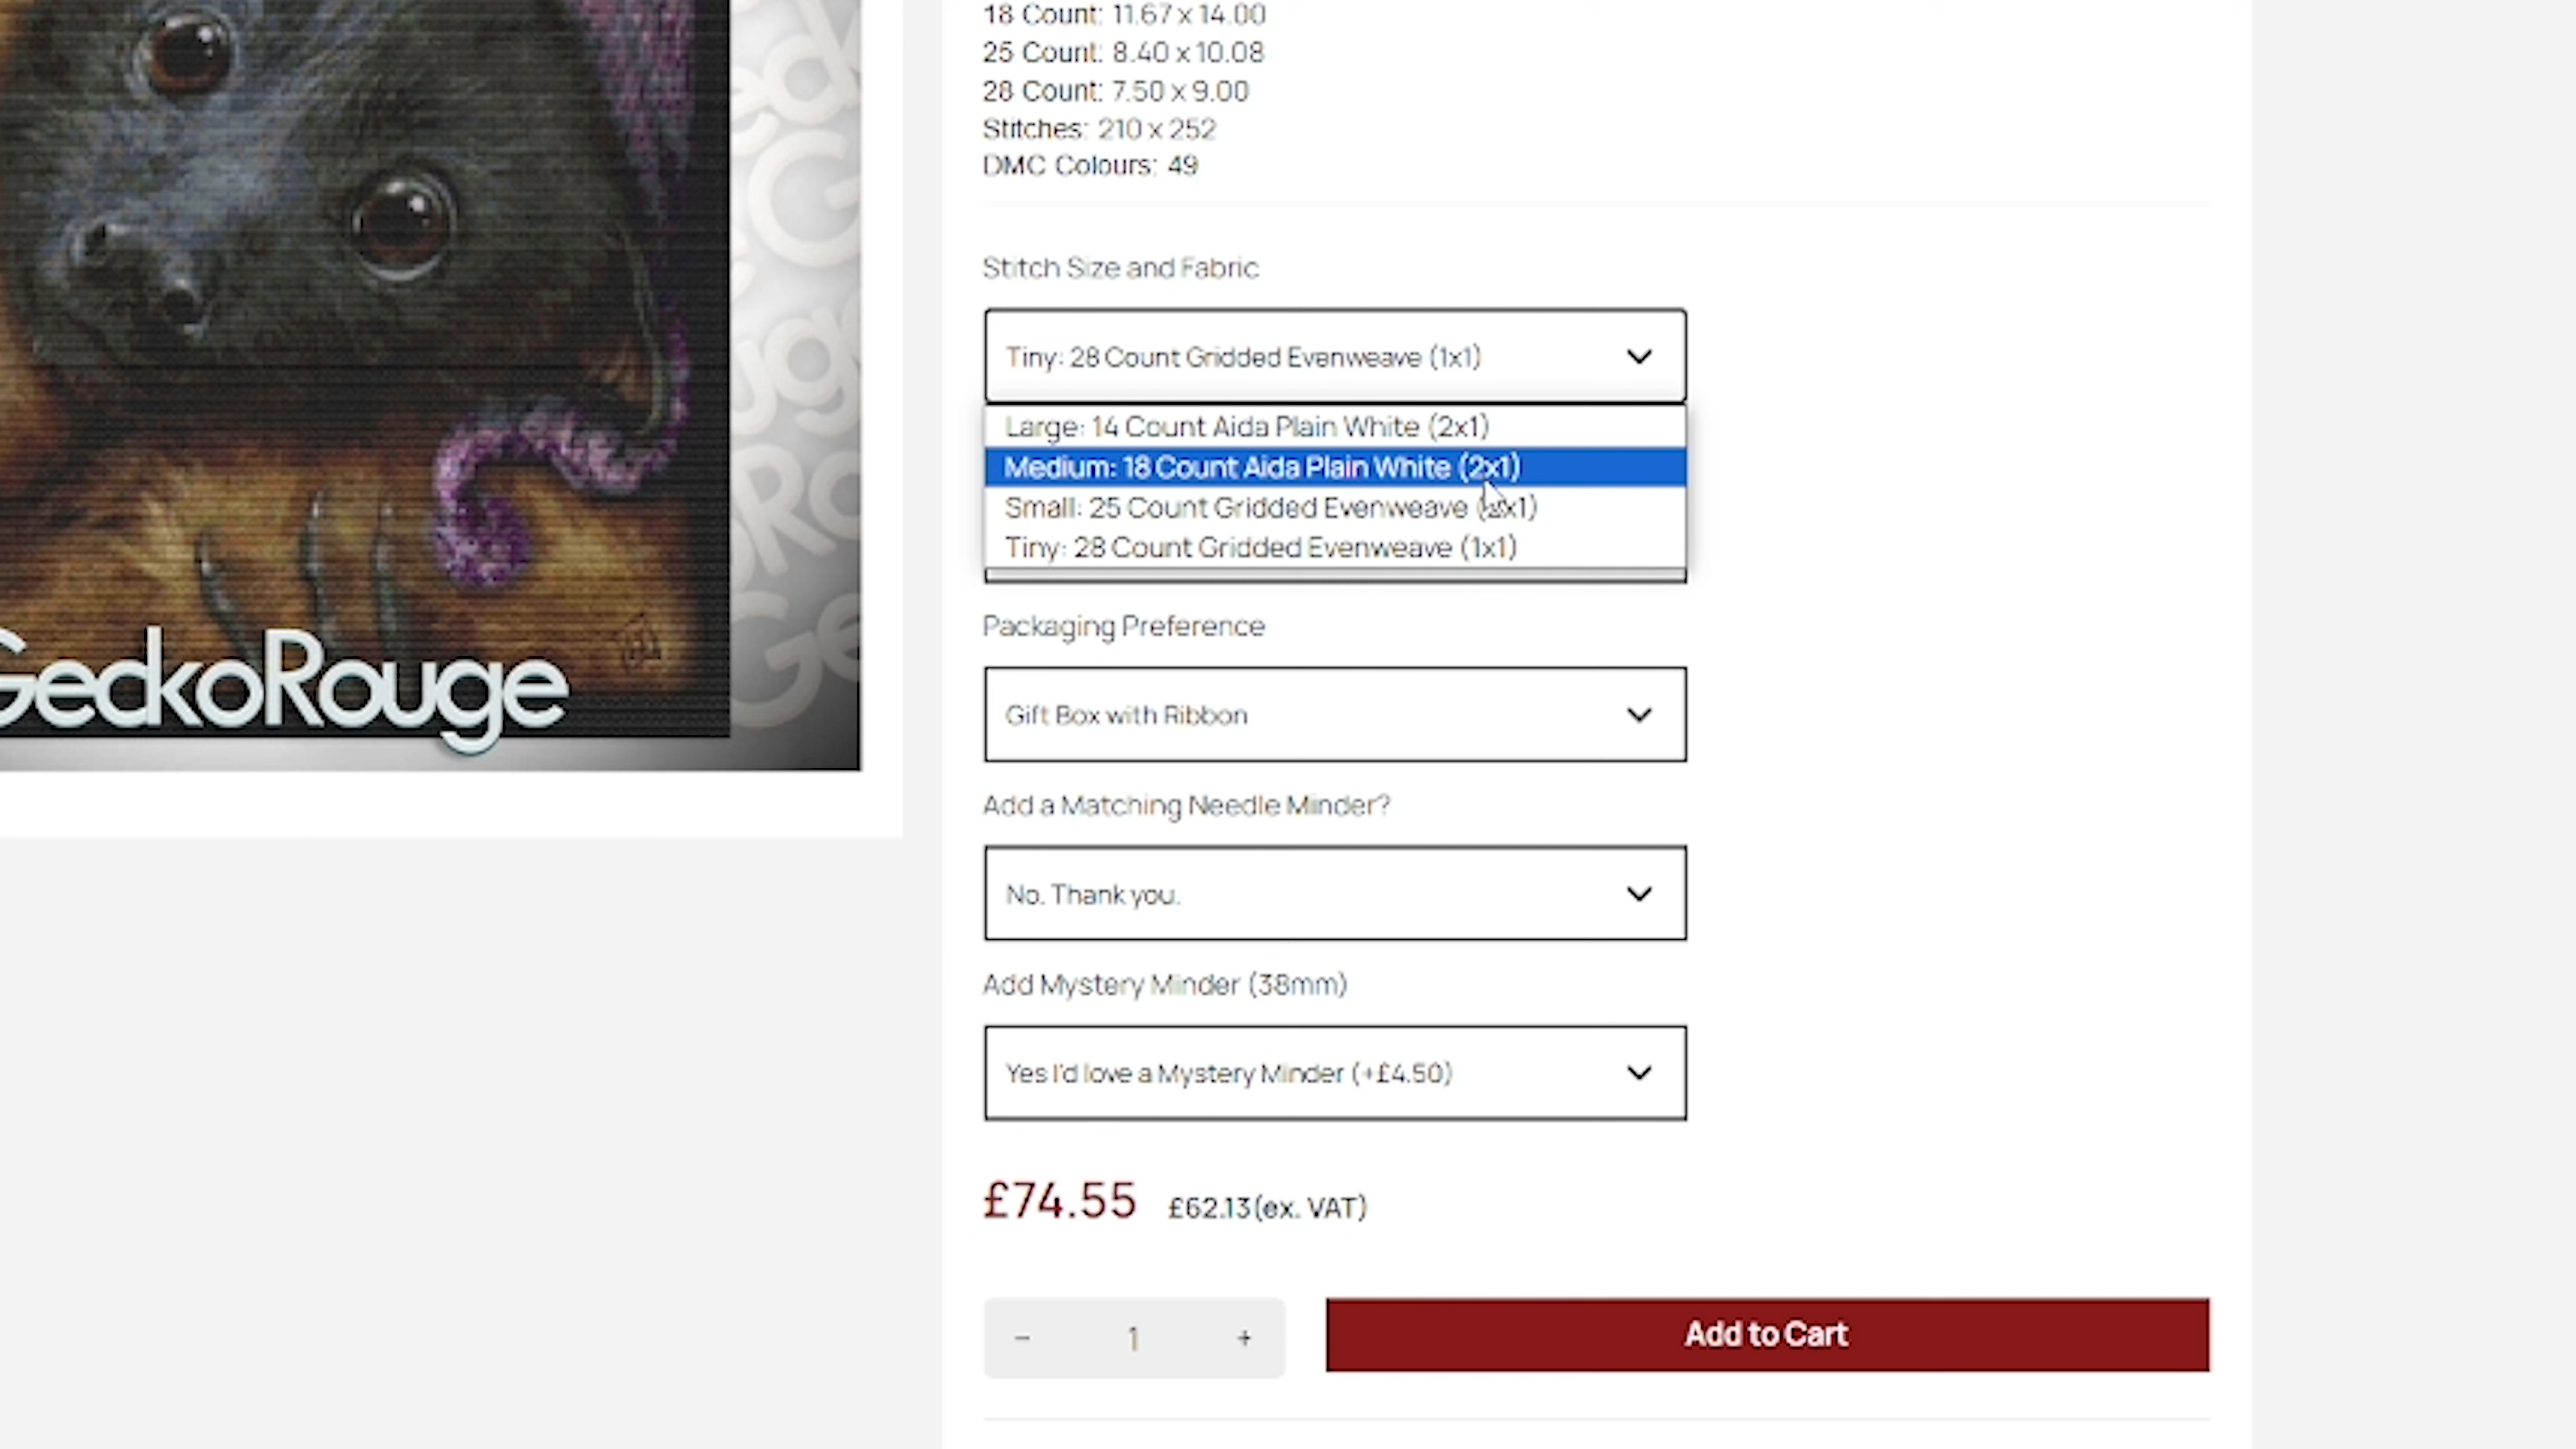 18 Count: 11.67 x 14.00
25 Count: 8.40 x 10.08
28 Count: 7.50 x 9.00
Stitches: 210 x 252
DMC Colours: 49
Stitch Size and Fabric
Tiny: 28 Count Gridded Evenweave (1x1)
Large: 14 Count Aida Plain White (2x1)
Medium: 18 Count Aida Plain White (2x1)
Small: 25 Count Gridded Evenweave
Tiny: 28 Count Gridded Evenweave (1x1)
Packaging Preference
Gift Box with Ribbon
Add a Matching Needle Minder?
No. Thank you.
Add Mystery Minder (38mm)
Yes I'd love a Mystery Minder (+£4.50)
£74.55 £62.13(ex. VAT)
− 1 +
Add to Cart
GeckoRouge